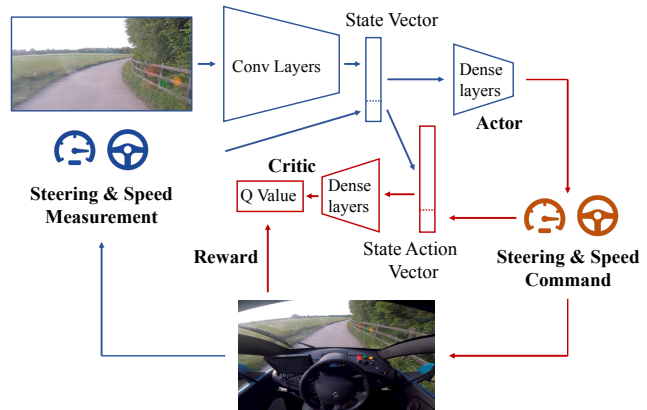 State Vector
Conv Layers
Dense
layers
Actor
Critic
Q Value
Dense
layers
Steering & Speed
Measurement
State Action
Vector
Reward
Steering & Speed
Command